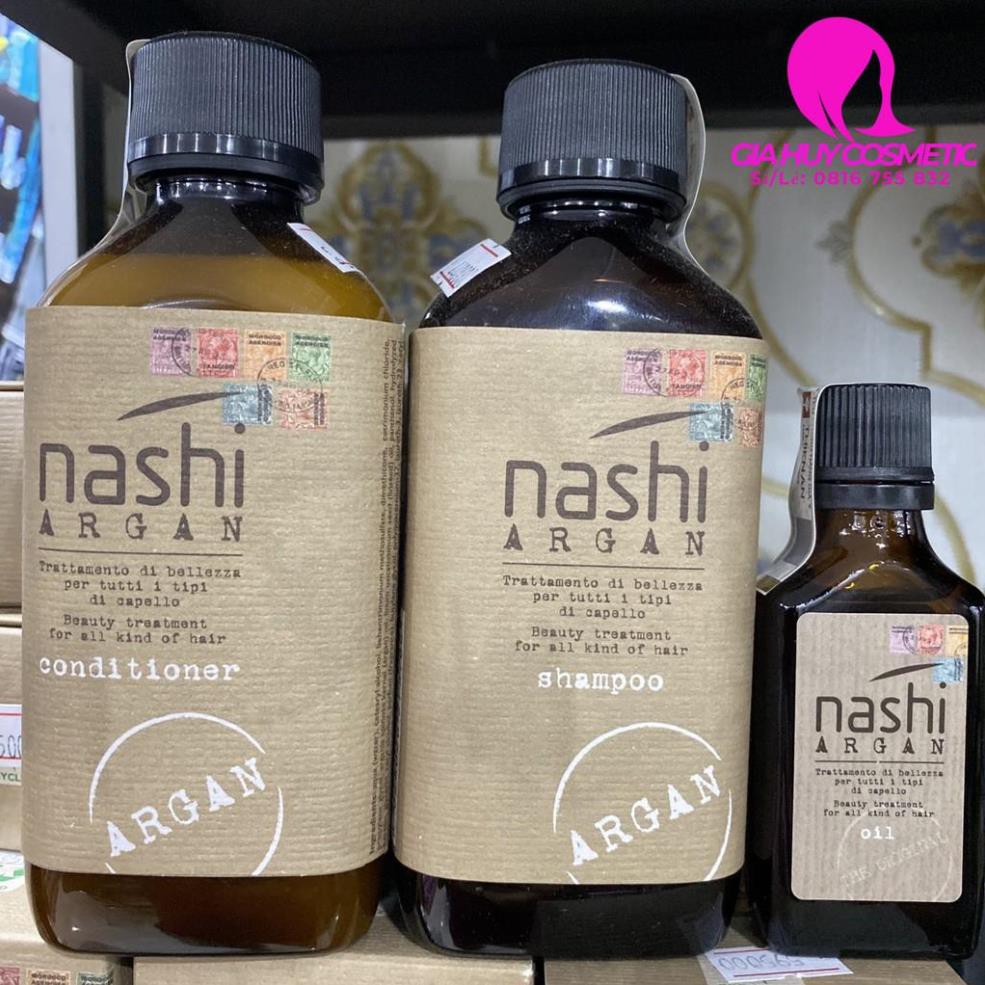 GIA HUY COSMETIC
S:/Lẻ: 0816 755 832
nashi
ARGAN
Trattamento di bellezza
per tutti i tipi
di capello
Beauty treatment
for all kind of hair
conditioner
ARGAN
nashi
ARGAN
Trattamento di bellezza
per tutti i tipi
di capello
Beauty treatment
for all kind of hair
shampoo
ARGAN
nashi
ARGAN
Trattamento di bellezza
per tutti i tipi
di capello
Beauty treatment
for all kind of hair
oil
THE ORIGINAL